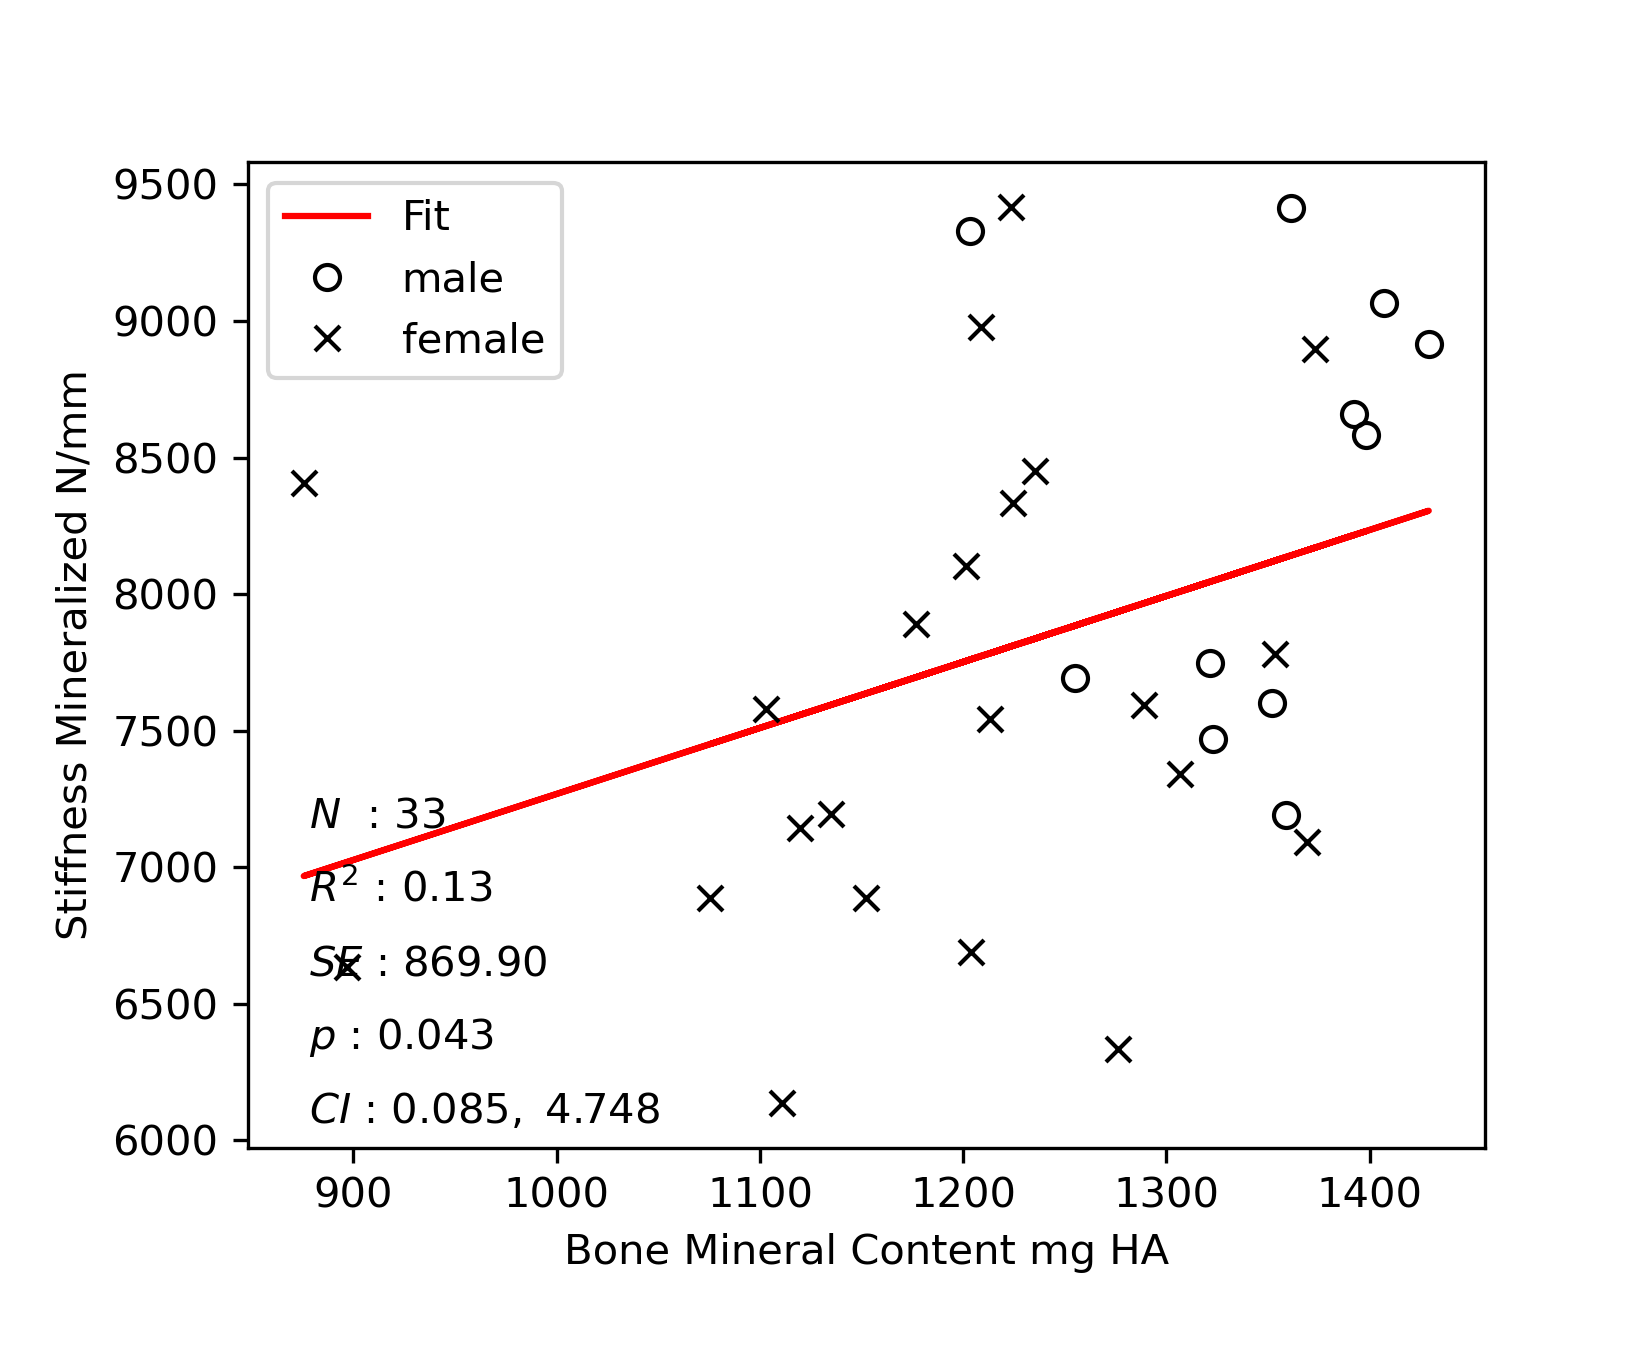 9500
9000
8500
8000
7500
7000
6500
6000
Stiffness Mineralized N/mm
Fit
male
female
N : 33
R² : 0.13
SE : 869.90
p : 0.043
CI : 0.085, 4.748
900 1000 1100 1200 1300 1400
Bone Mineral Content mg HA